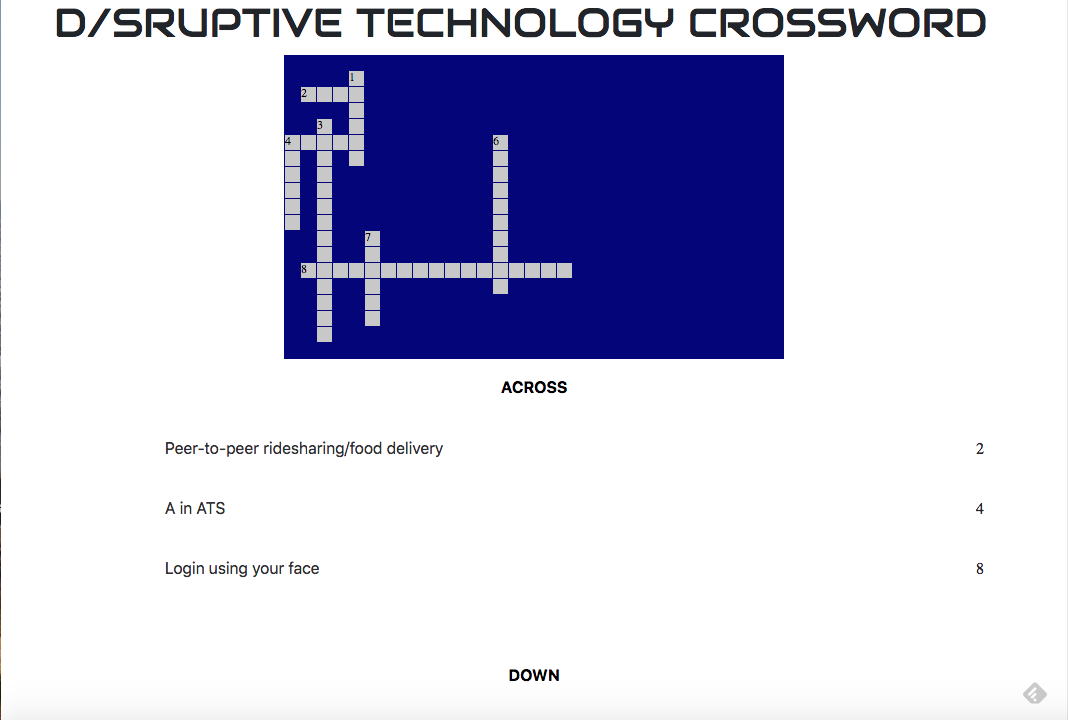 D/SRUPTIVE TECHNOLOGY CROSSWORD
1
2
3
4 6
7
8
ACROSS
Peer-to-peer ridesharing/food delivery 2
A in ATS 4
Login using your face 8
DOWN